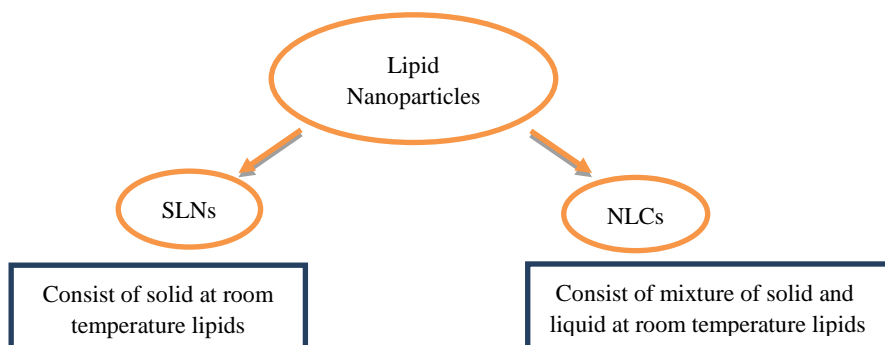 Lipid
Nanoparticles
SLNs
NLCs
Consist of solid at room
temperature lipids
Consist of mixture of solid and
liquid at room temperature lipids